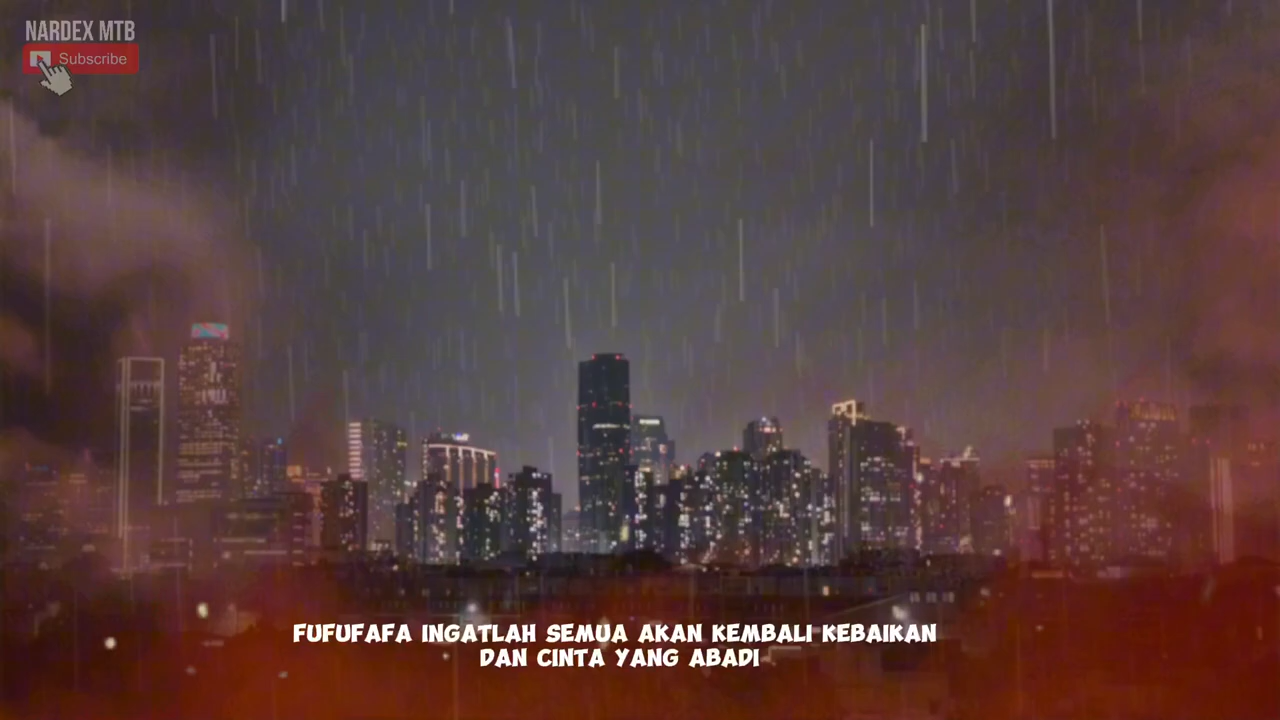 NARDEX MTB
Subscribe
FUFUFAFA INGATLAH SEMUA AKAN KEMBALI KEBAIKAN
DAN CINTA YANG ABADI